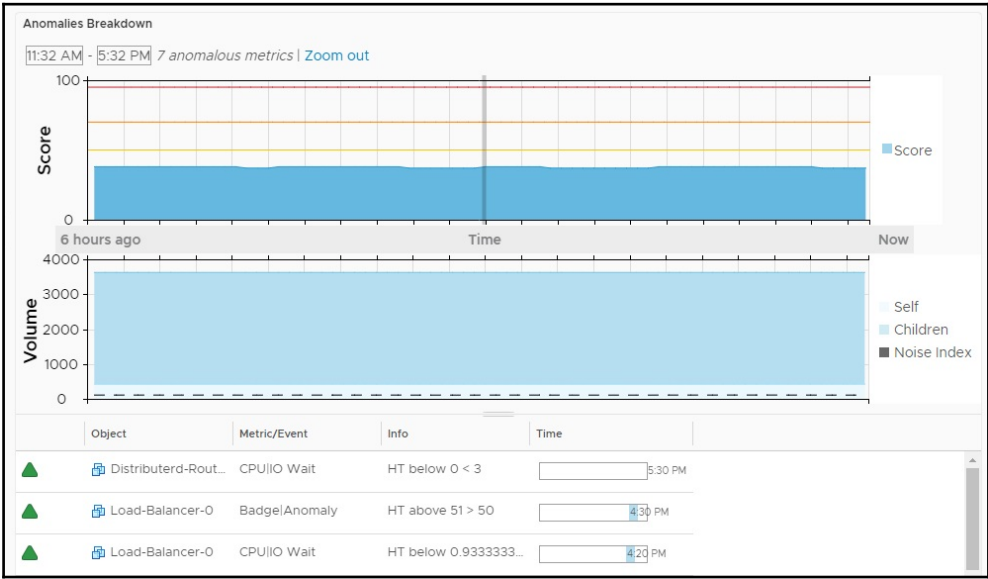 Anomalies Breakdown
11:32 AM - 5:32 PM 7 anomalous metrics | Zoom out
100
Score
0
Score
6 hours ago Time Now
4000
3000
2000
1000
0
Volume
Self
Children
Noise Index
Object Metric/Event Info Time
Distributerd-Rout... CPU|IO Wait HT below 0 < 3 5:30 PM
Load-Balancer-0 Badge|Anomaly HT above 51 > 50 4:30 PM
Load-Balancer-0 CPU|IO Wait HT below 0.9333333... 4:20 PM